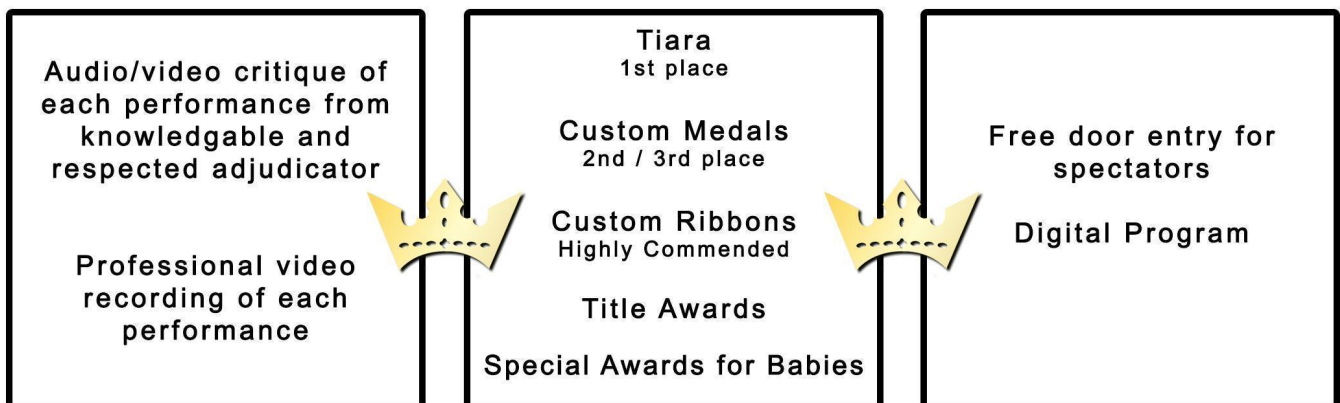 Audio/video critique of
each performance from
knowledgable and
respected adjudicator
Professional video
recording of each
performance
Tiara
1st place
Custom Medals
2nd / 3rd place
Custom Ribbons
Highly Commended
Title Awards
Special Awards for Babies
Free door entry for
spectators
Digital Program